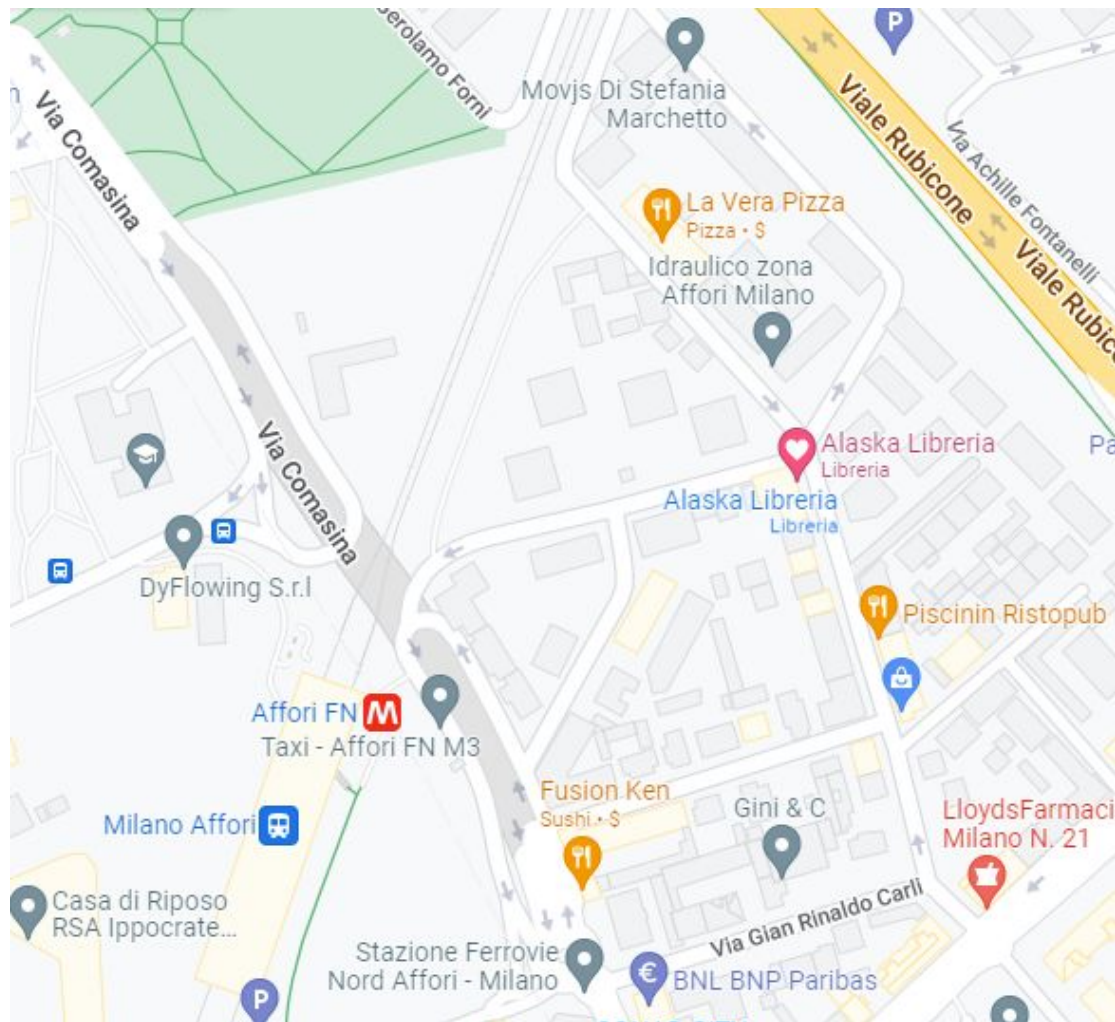 Gerolamo Forni
P
Movjs Di Stefania
Marchetto
Via Comasina
Viale Rubicone
Via Achille Fontanelli
Viale Rubico
La Vera Pizza
Pizza • $
Idraulico zona
Affori Milano
Via Comasina
Alaska Libreria
Libreria
Pa
Alaska Libreria
Libreria
DyFlowing S.r.l
Piscinin Ristopub
Affori FN M
Taxi - Affori FN M3
Fusion Ken
Sushi • $
Gini & C
LloydsFarmaci
Milano N. 21
Milano Affori
Casa di Riposo
RSA Ippocrate...
Via Gian Rinaldo Carli
Stazione Ferrovie
Nord Affori - Milano
€
BNL BNP Paribas
P